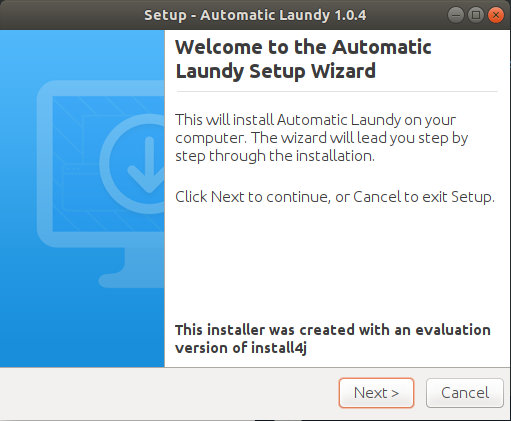 Setup - Automatic Laundy 1.0.4
Welcome to the Automatic
Laundy Setup Wizard
This will install Automatic Laundy on your
computer. The wizard will lead you step by
step through the installation.
Click Next to continue, or Cancel to exit Setup.
This installer was created with an evaluation
version of install4j
Next >
Cancel